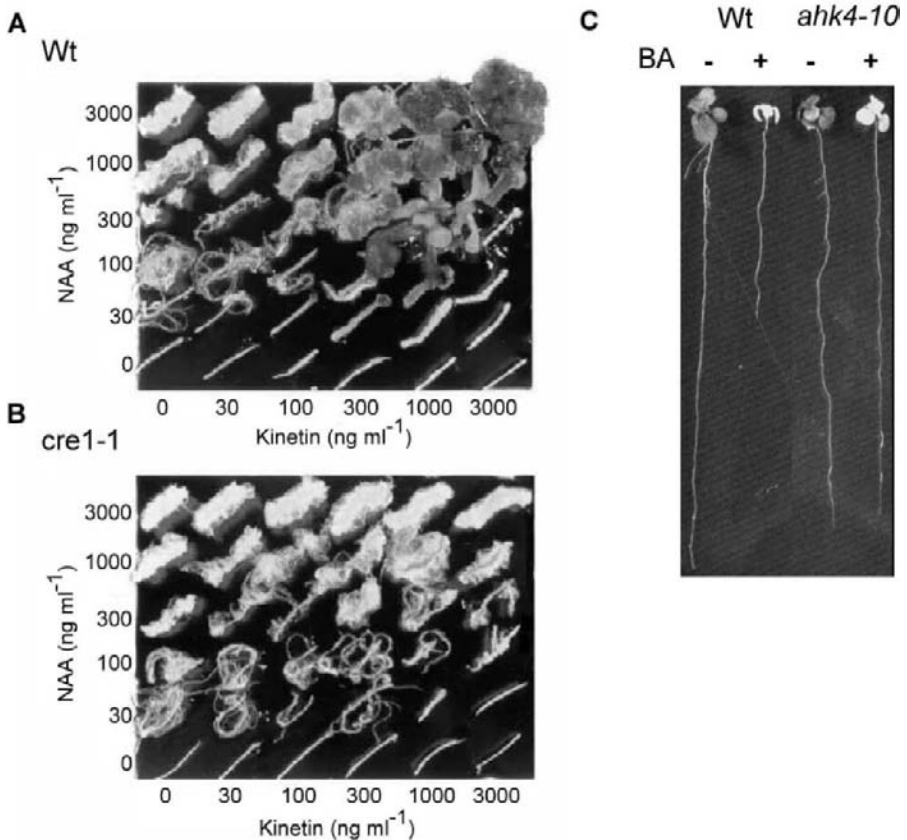 A
Wt
NAA (ng ml⁻¹)
3000
1000
300
100
30
0
0 30 100 300 1000 3000
Kinetin (ng ml⁻¹)
B
cre1-1
NAA (ng ml⁻¹)
3000
1000
300
100
30
0
0 30 100 300 1000 3000
Kinetin (ng ml⁻¹)
C
Wt ahk4-10
BA - + - +